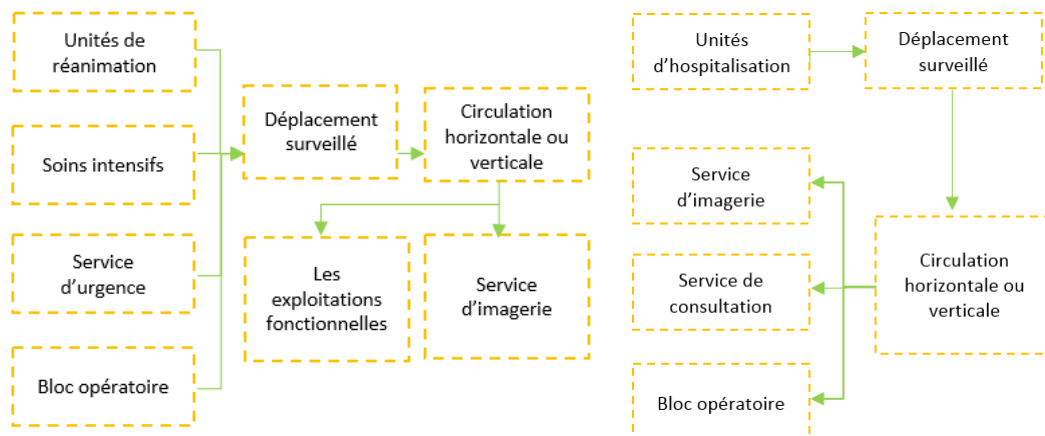 Unités de
réanimation
Soins intensifs
Service
d’urgence
Bloc opératoire
Déplacement
surveillé
Circulation
horizontale ou
verticale
Les
exploitations
fonctionnelles
Service
d’imagerie
Unités
d’hospitalisation
Déplacement
surveillé
Service
d’imagerie
Service de
consultation
Bloc opératoire
Circulation
horizontale ou
verticale